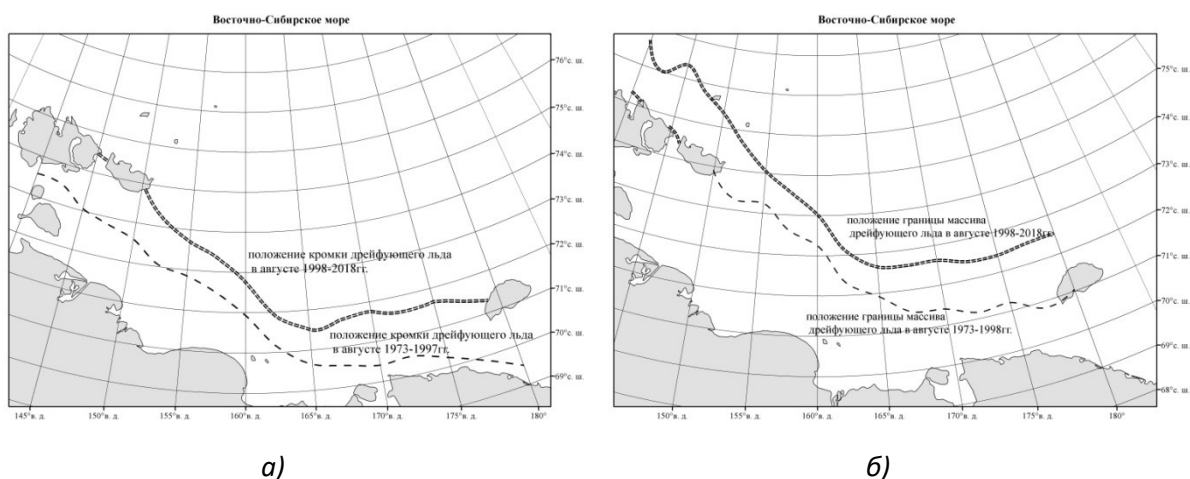 Восточно-Сибирское море
76°с. ш.
75°с. ш.
74°с. ш.
73°с. ш.
72°с. ш.
71°с. ш.
70°с. ш.
69°с. ш.
положение кромки дрейфующего льда
в августе 1998-2018гг.
положение кромки дрейфующего льда
в августе 1973-1997гг.
145°в. д.
150°в. д.
155°в. д.
160°в. д.
165°в. д.
170°в. д.
175°в. д.
180°
а)
Восточно-Сибирское море
75°с. ш.
74°с. ш.
73°с. ш.
72°с. ш.
71°с. ш.
70°с. ш.
69°с. ш.
68°с. ш.
положение границы массива
дрейфующего льда в августе 1998-2018гг.
положение границы массива
дрейфующего льда в августе 1973-1998гг.
150°в. д.
155°в. д.
160°в. д.
165°в. д.
170°в. д.
175°в. д.
180°
б)